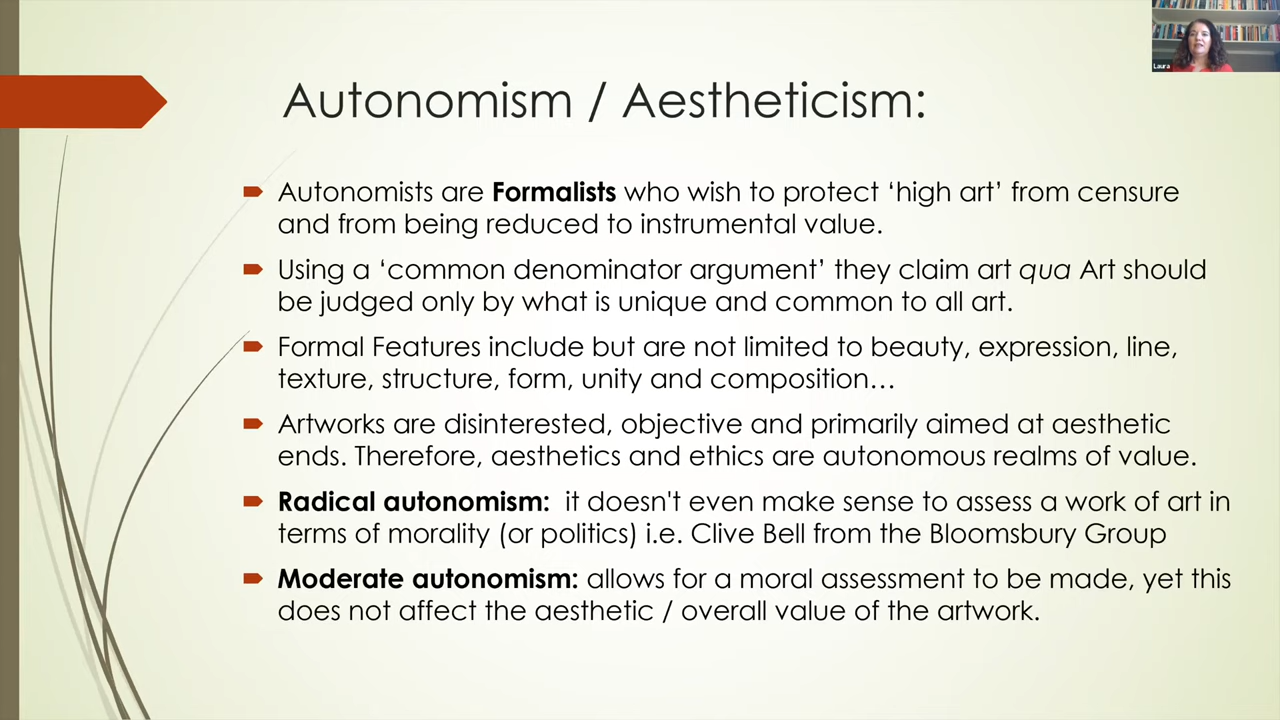 Laura
Autonomism / Aestheticism:
Autonomists are Formalists who wish to protect ‘high art’ from censure
and from being reduced to instrumental value.
Using a ‘common denominator argument’ they claim art qua Art should
be judged only by what is unique and common to all art.
Formal Features include but are not limited to beauty, expression, line,
texture, structure, form, unity and composition…
Artworks are disinterested, objective and primarily aimed at aesthetic
ends. Therefore, aesthetics and ethics are autonomous realms of value.
Radical autonomism:  it doesn't even make sense to assess a work of art in
terms of morality (or politics) i.e. Clive Bell from the Bloomsbury Group
Moderate autonomism: allows for a moral assessment to be made, yet this
does not affect the aesthetic / overall value of the artwork.